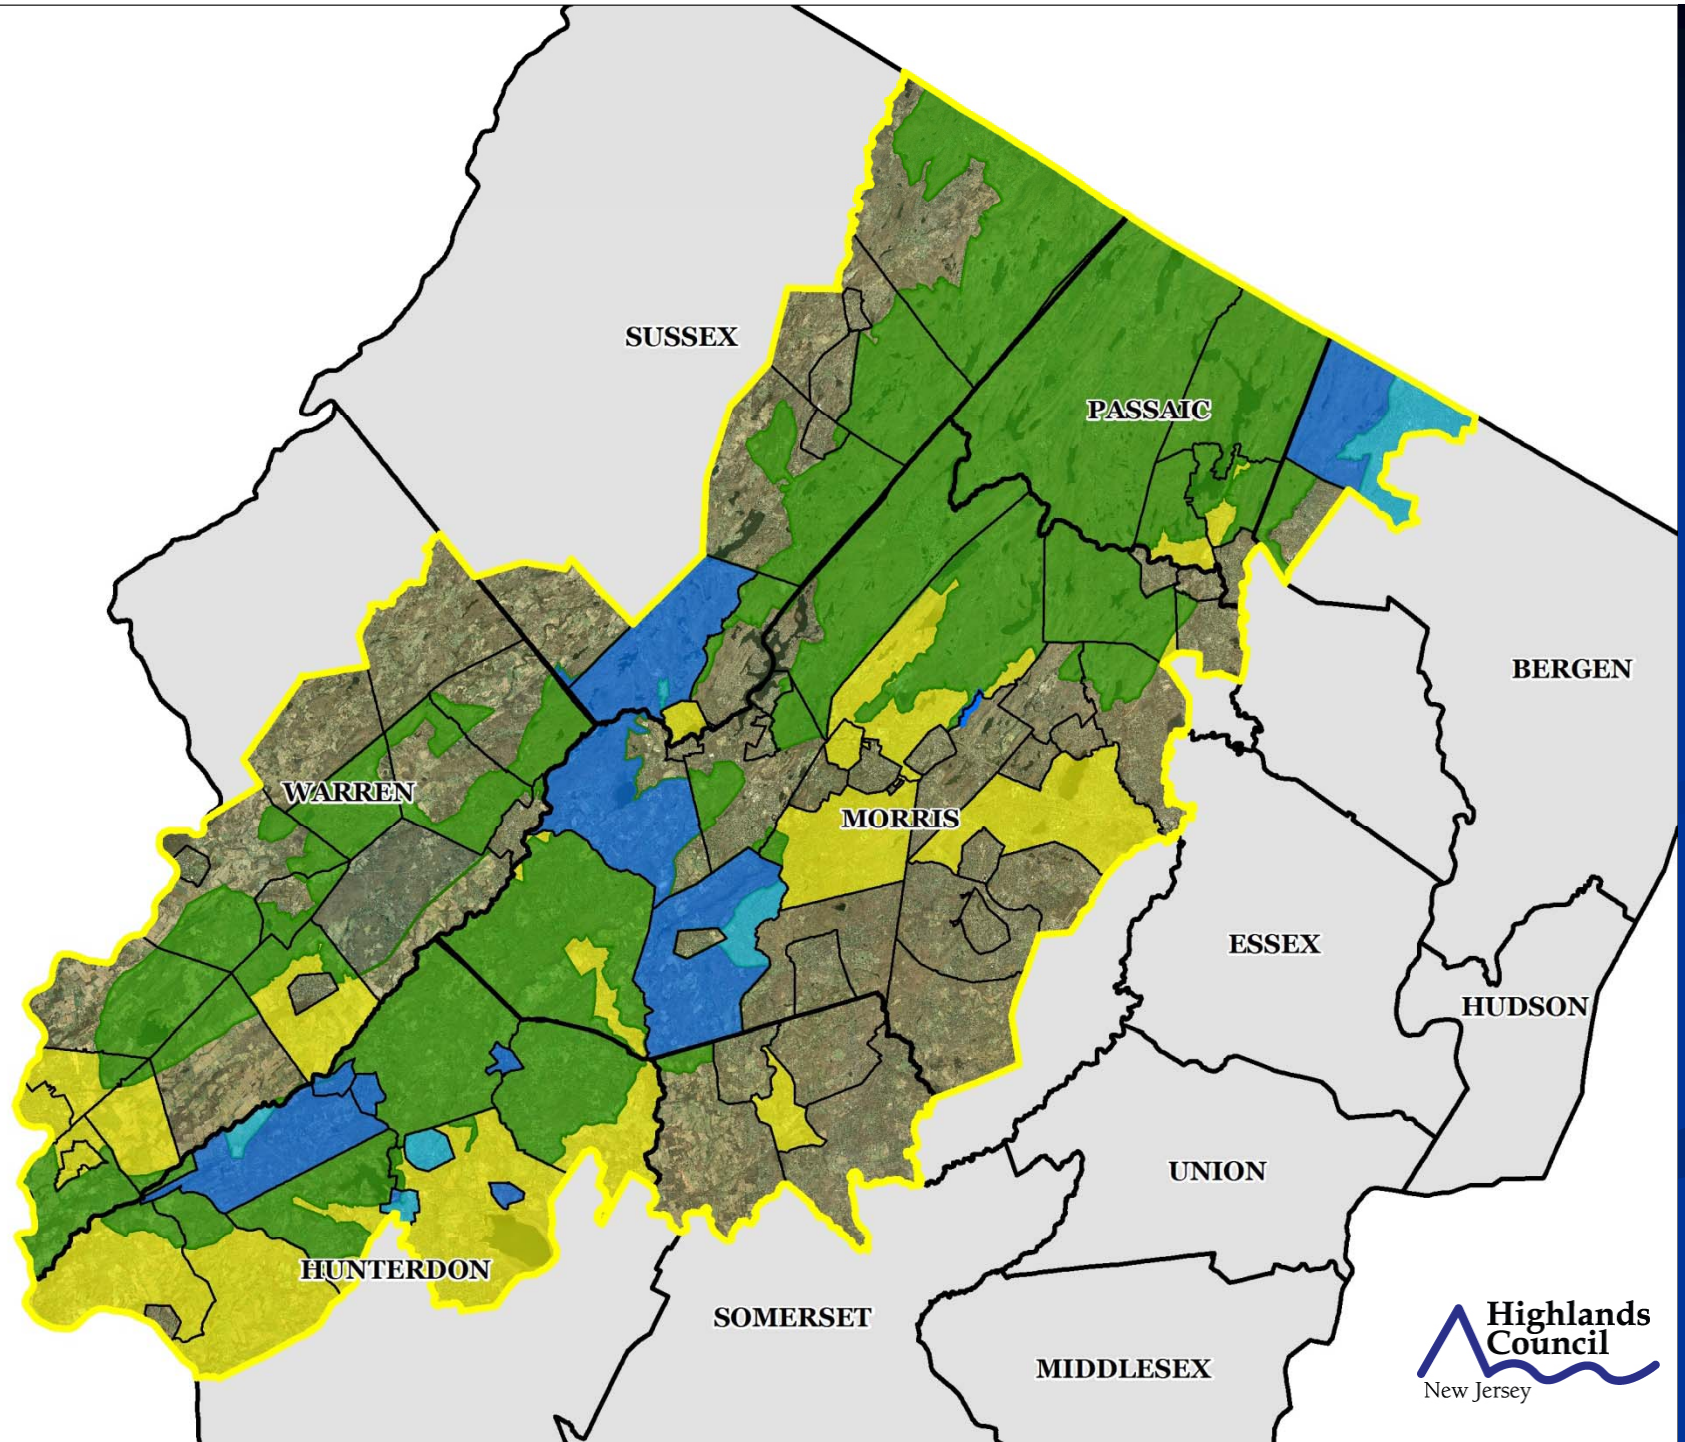 SUSSEX
PASSAIC
BERGEN
WARREN
MORRIS
ESSEX
HUDSON
UNION
HUNTERDON
SOMERSET
MIDDLESEX
Highlands
Council
New Jersey